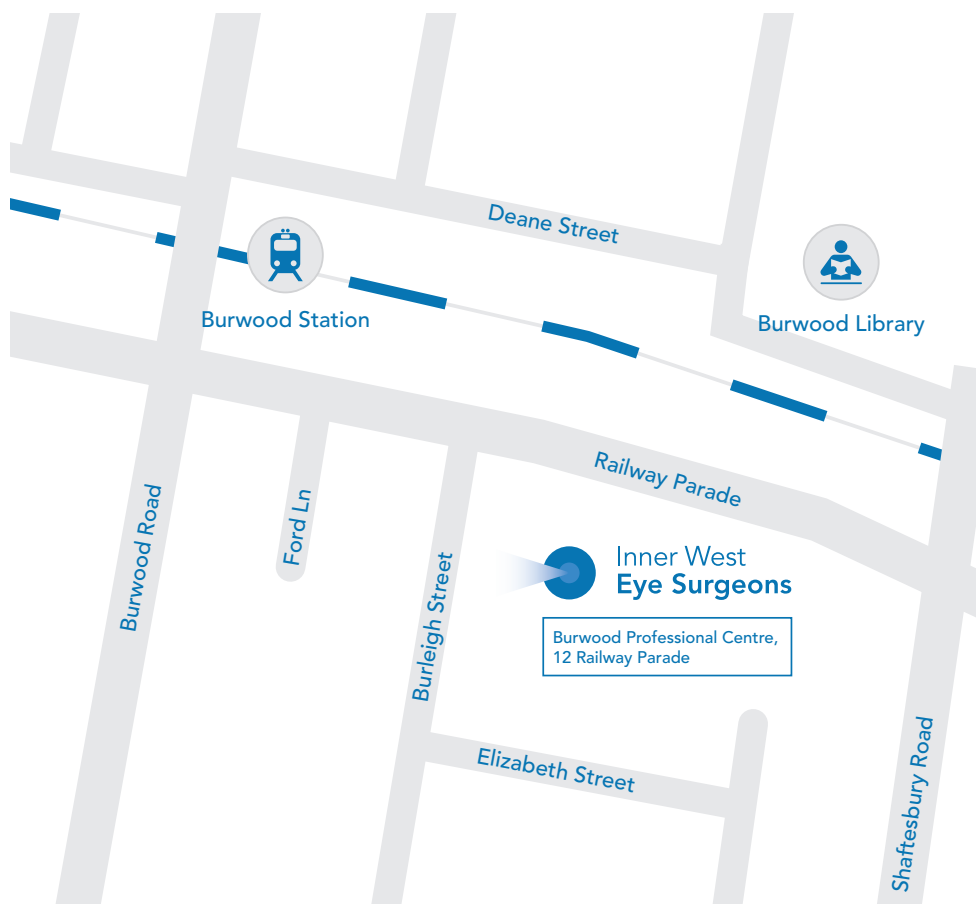 Deane Street
Burwood Station
Burwood Library
Railway Parade
Burwood Road
Ford Ln
Burleigh Street
Inner West
Eye Surgeons
Burwood Professional Centre,
12 Railway Parade
Elizabeth Street
Shaftesbury Road